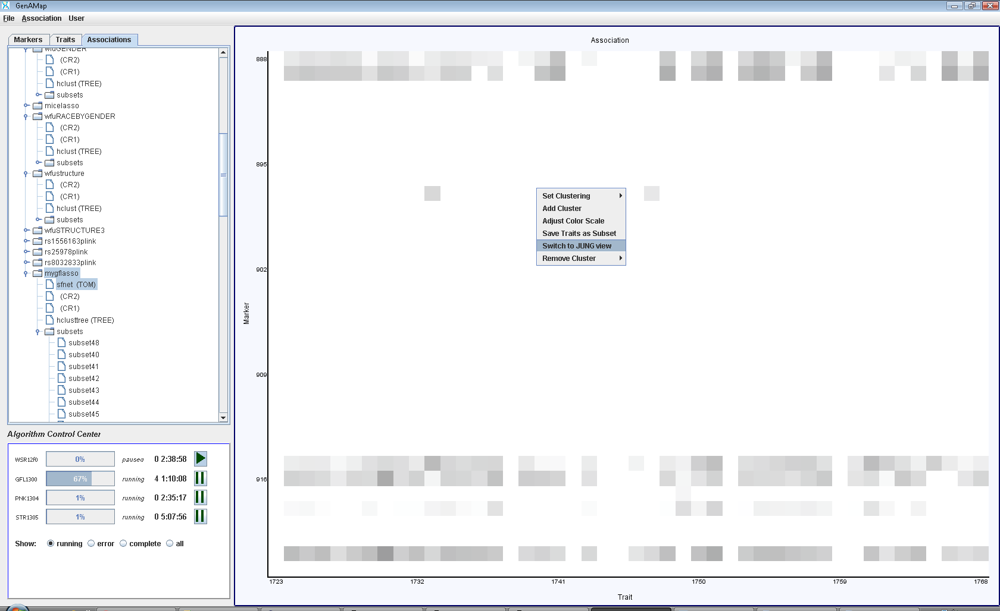 GenAMap
File Association User
Markers Traits Associations
wfuGENDER
(CR2)
(CR1)
hclust (TREE)
subsets
micelasso
wfuRACEBYGENDER
(CR2)
(CR1)
hclust (TREE)
subsets
wfustructure
(CR2)
(CR1)
hclust (TREE)
subsets
wfuSTRUCTURE3
rs1556163plink
rs25978plink
rs8032833plink
mygflasso
sfnet (TOM)
(CR2)
(CR1)
hclusttree (TREE)
subsets
subset48
subset40
subset41
subset42
subset43
subset44
subset45
Algorithm Control Center
WSR12f0 0% paused 0 2:38:58
GFL1300 67% running 4 1:10:08
PNK1304 1% running 0 2:35:17
STR1305 1% running 0 5:07:56
Show: running error complete all
Association
888
895
902
909
916
Marker
Set Clustering
Add Cluster
Adjust Color Scale
Save Traits as Subset
Switch to JUNG view
Remove Cluster
1723 1732 1741 1750 1759 1768
Trait